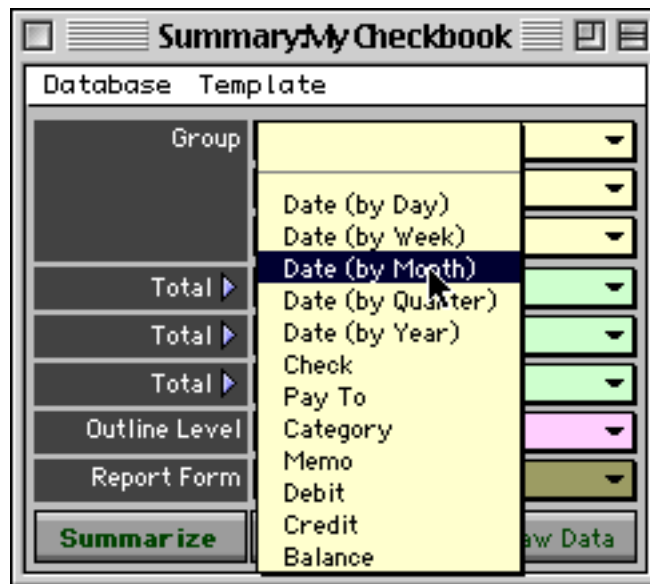 Summary:My Checkbook
Database Template
Group
Date (by Day)
Date (by Week)
Date (by Month)
Date (by Quarter)
Date (by Year)
Check
Pay To
Category
Memo
Debit
Credit
Balance
Total
Total
Total
Outline Level
Report Form
Summarize
Data